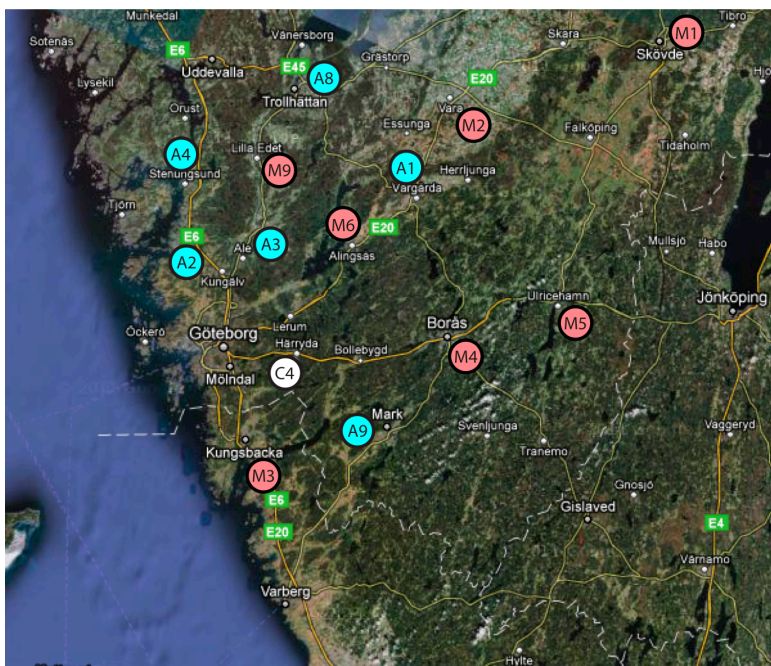 Munkedal
Tibro
M1
Sotenäs
E6
Vänersborg
Skara
Skövde
Uddevalla
E45
Grästorp
A8
E20
Lysekil
Trollhättan
Vara
Orust
Essunga
M2
Falköping
Tidaholm
A4
Lilla Edet
M9
A1
Herrljunga
Stenungsund
Vårgårda
Tjörn
M6
E20
E6
A3
Ale
Alingsås
Mullsjö
Habo
A2
Kungälv
Ulricehamn
Jönköping
Öckerö
Lerum
Borås
M5
Göteborg
Härryda
Bollebygd
M4
Mölndal
C4
Mark
A9
Svenljunga
Vaggeryd
Kungsbacka
Tranemo
M3
Gnosjö
E6
Gislaved
E4
E20
Värnamo
Varberg
Hylte